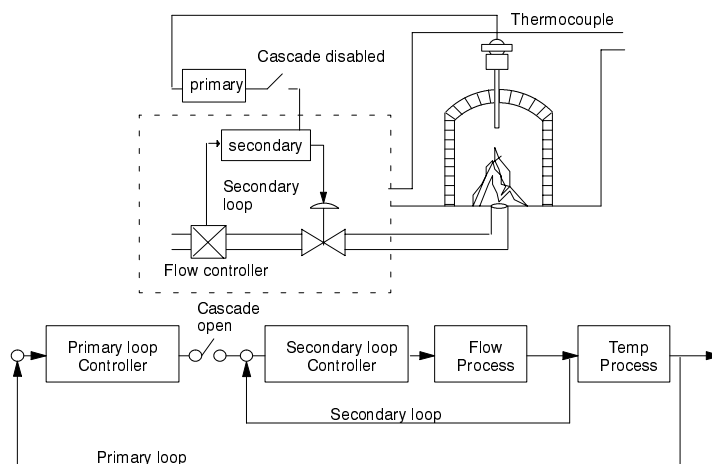 Thermocouple
Cascade disabled
primary
secondary
Secondary
loop
Flow controller
Cascade
open
Primary loop
Controller
Secondary loop
Controller
Flow
Process
Temp
Process
Secondary loop
Primary loop